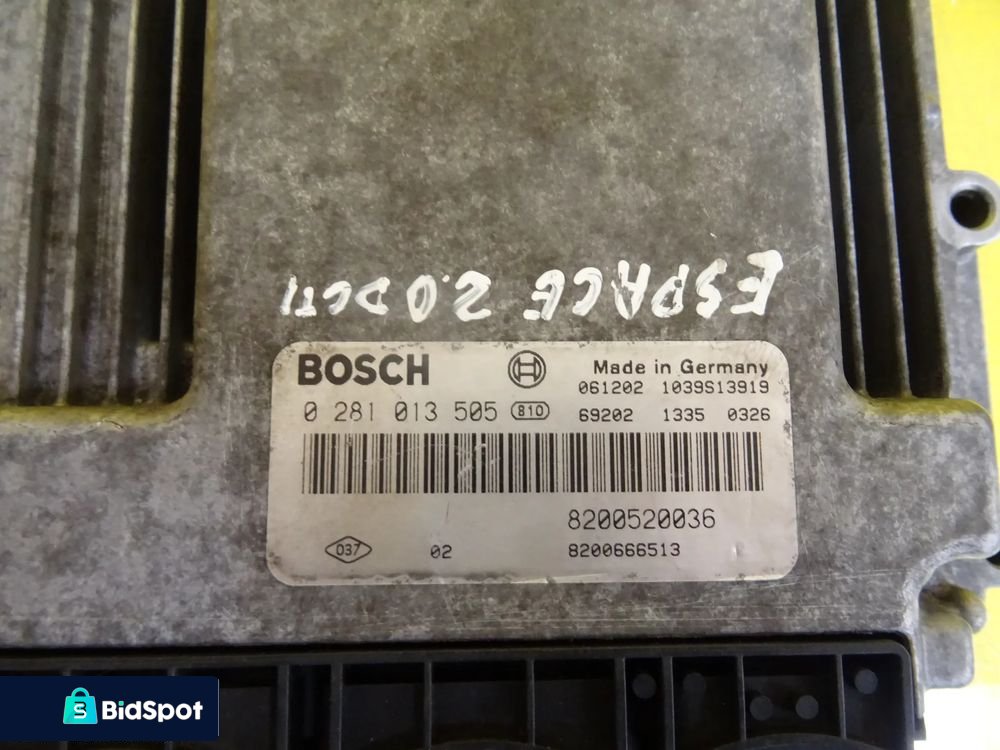 ESPACE 2.0 DCTI
BOSCH
Made in Germany
061202 1039S13919
0 281 013 505 810
69202 1335 0326
8200520036
037 02 8200666513
BidSpot